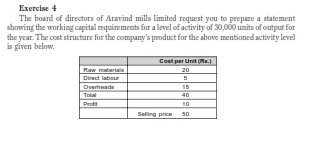 Exercise 4
The board of directors of Aravind mills limited request you to prepare a statement
showing the working capital requirements for a level of activity of 30,000 units of output for
the year. The cost structure for the company's product for the above mentioned activity level
is given below.
Cost per Unit (Rs.)
Raw materials 20
Direct labour 5
Overheads 15
Total 40
Profit 10
Selling price 50